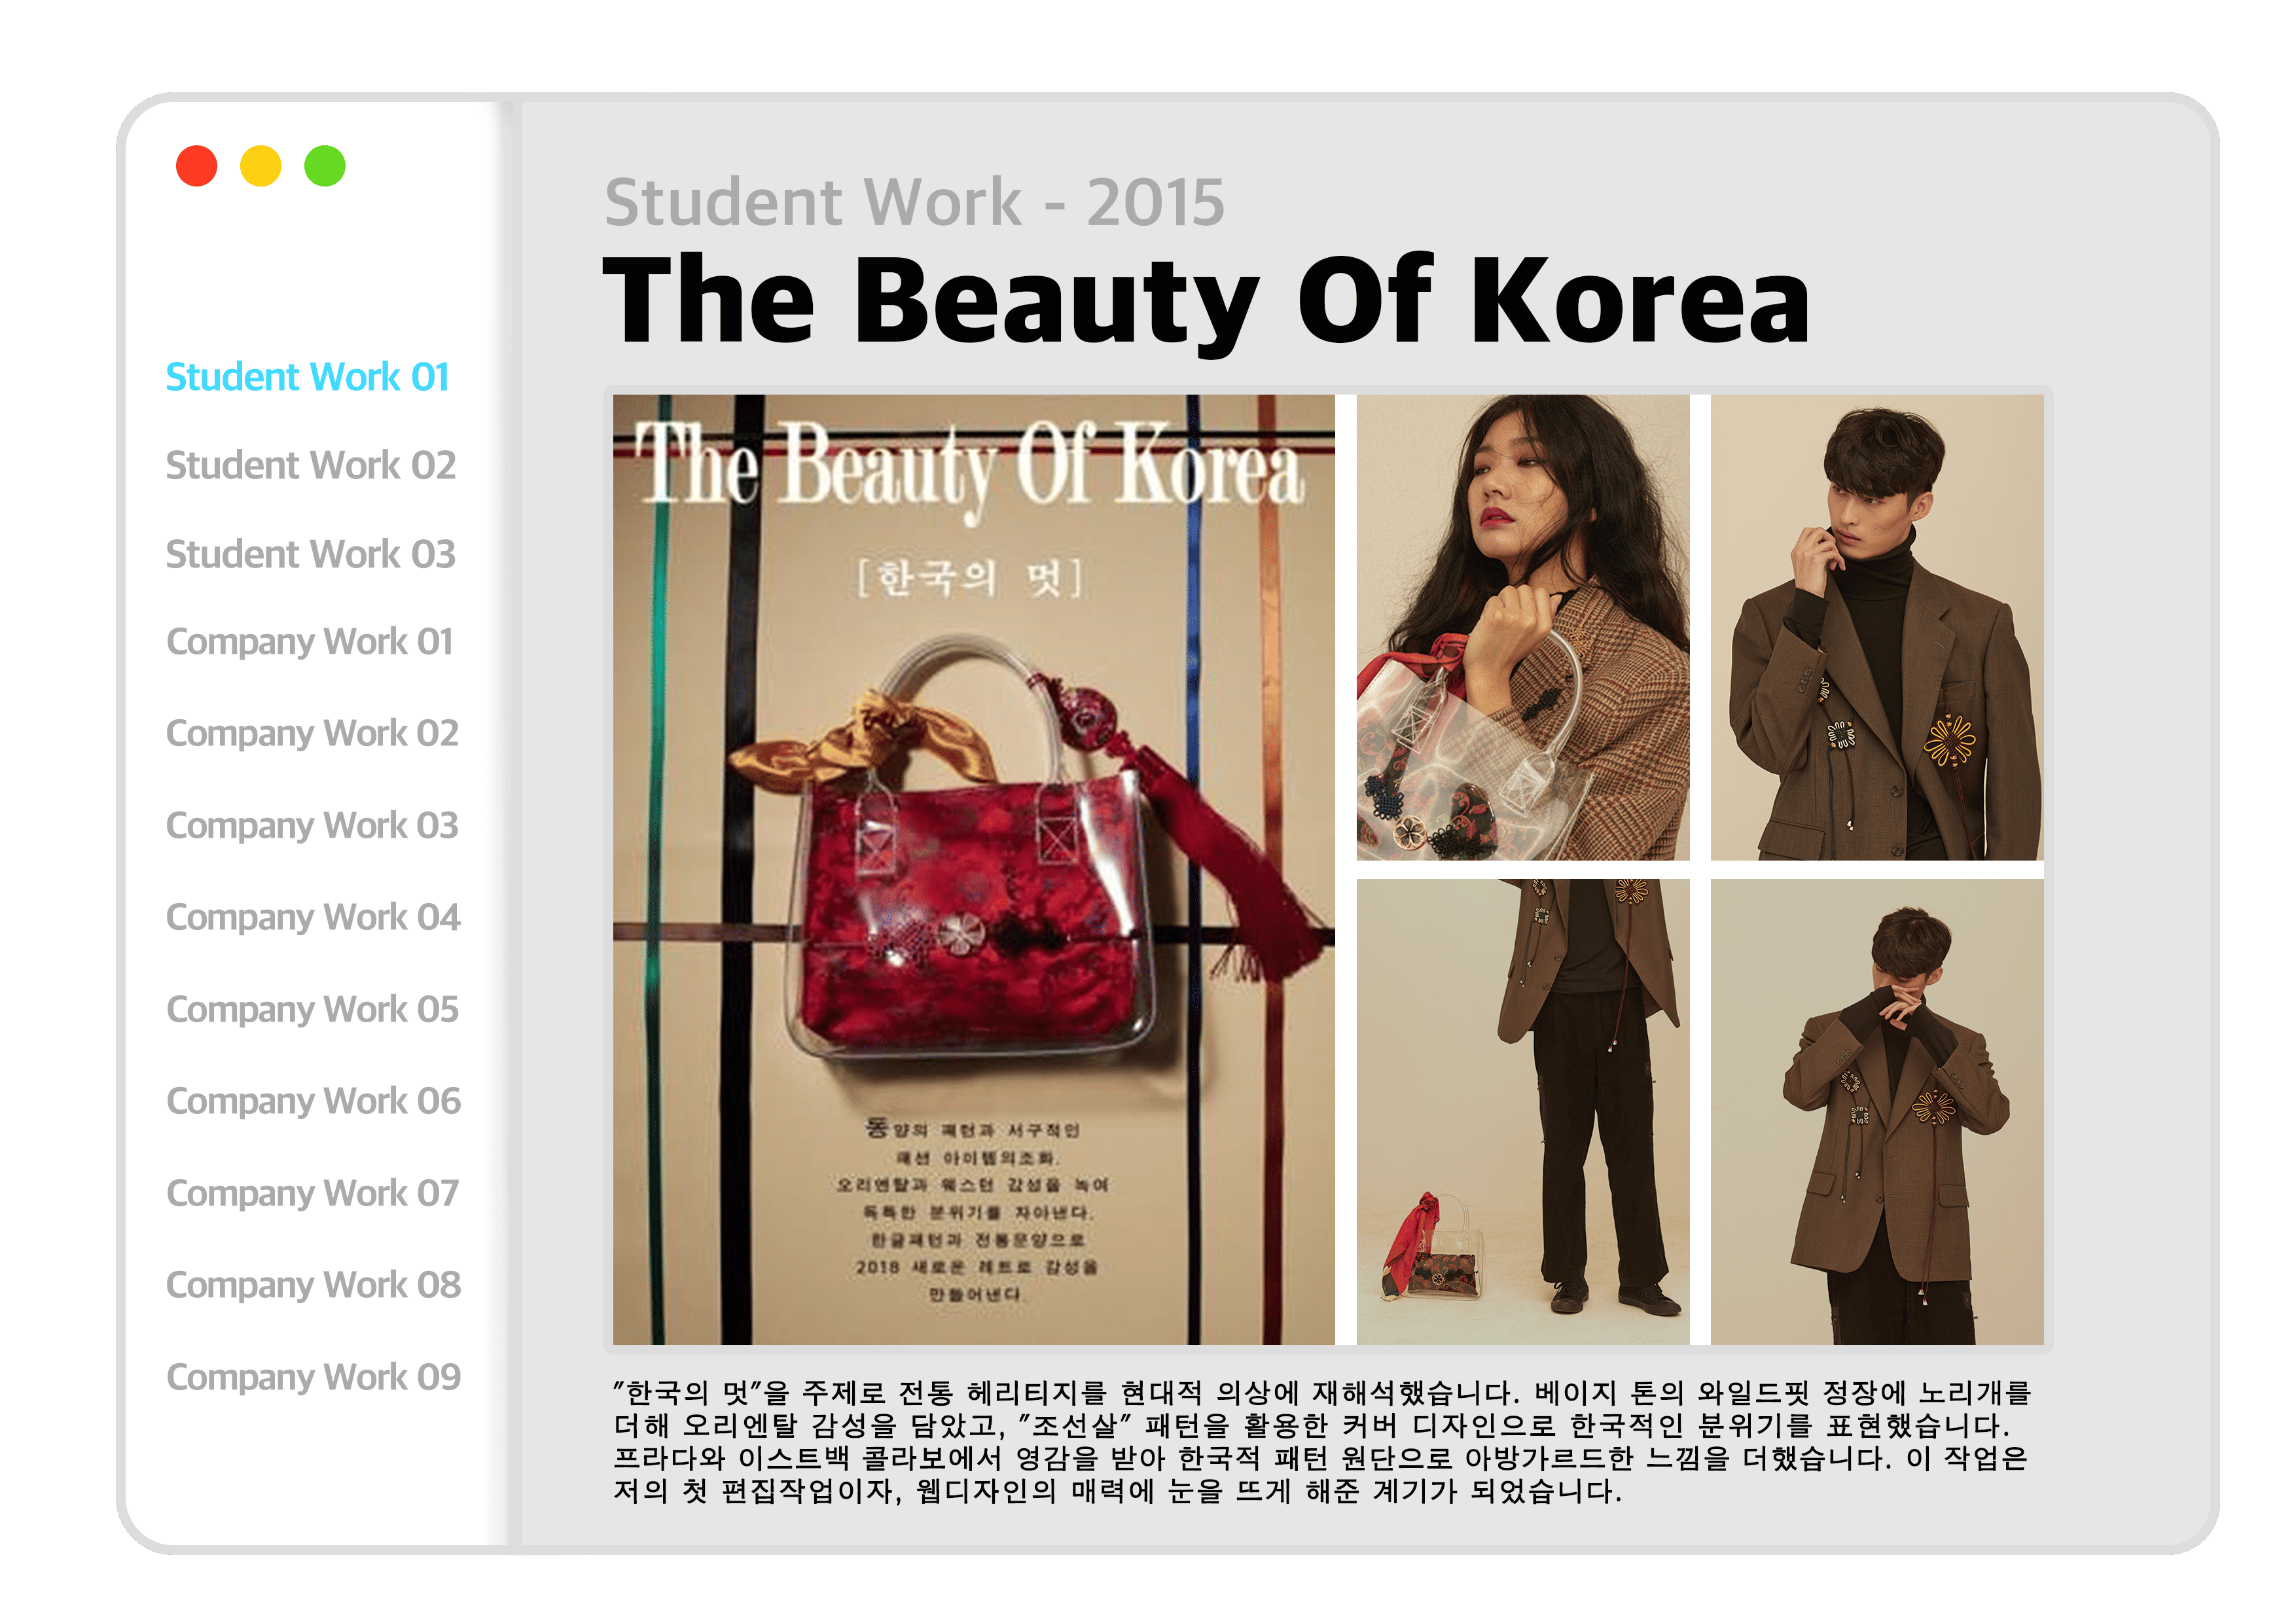 Student Work 01
Student Work 02
Student Work 03
Company Work 01
Company Work 02
Company Work 03
Company Work 04
Company Work 05
Company Work 06
Company Work 07
Company Work 08
Company Work 09
Student Work - 2015
The Beauty Of Korea
The Beauty Of Korea
[한국의 멋]
동양의 패턴과 서구적인
패션 아이템의조화.
오리엔탈과 웨스턴 감성을 녹여
독특한 분위기를 자아낸다.
한글패턴과 전통문양으로
2018 새로운 레트로 감성을
만들어낸다.
"한국의 멋"을 주제로 전통 헤리티지를 현대적 의상에 재해석했습니다. 베이지 톤의 와일드핏 정장에 노리개를
더해 오리엔탈 감성을 담았고, "조선살" 패턴을 활용한 커버 디자인으로 한국적인 분위기를 표현했습니다.
프라다와 이스트백 콜라보에서 영감을 받아 한국적 패턴 원단으로 아방가르드한 느낌을 더했습니다. 이 작업은
저의 첫 편집작업이자, 웹디자인의 매력에 눈을 뜨게 해준 계기가 되었습니다.